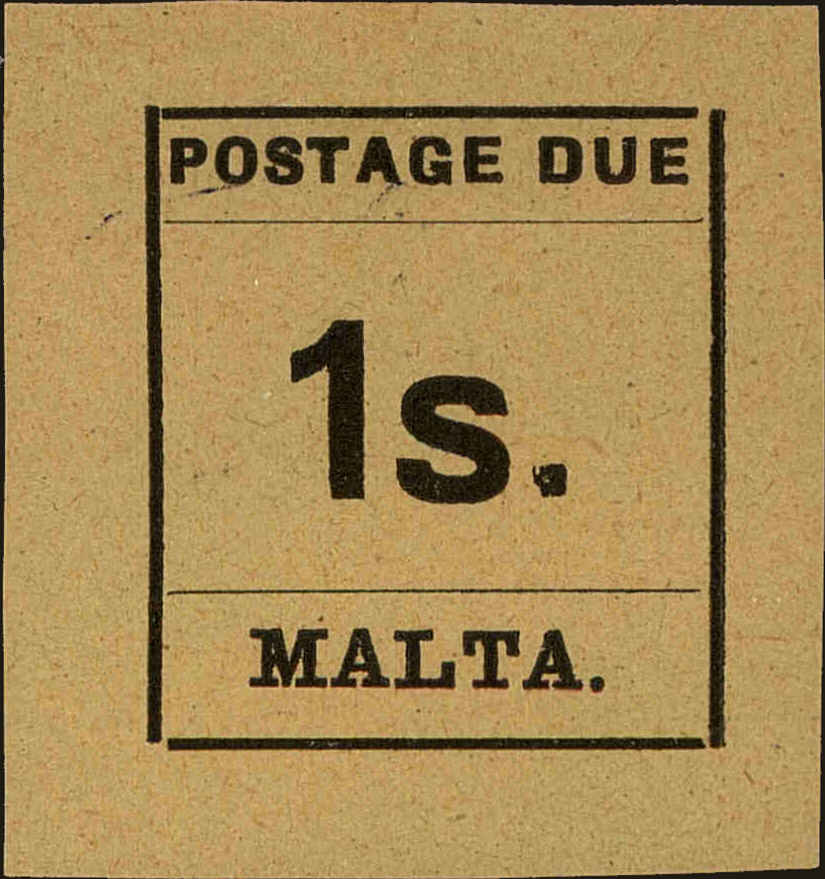 POSTAGE DUE
1s.
MALTA.